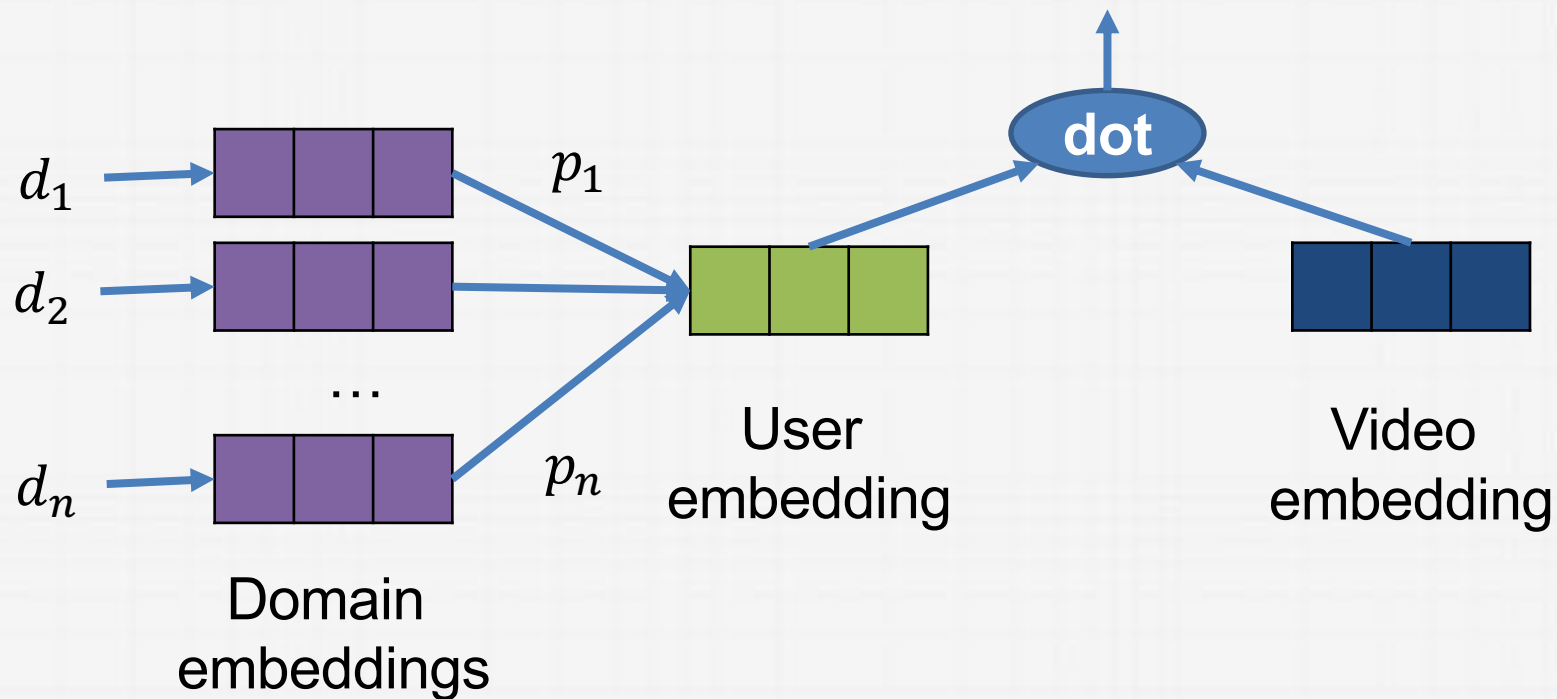 dot
d₁
p₁
d₂
…
dₙ
pₙ
User
embedding
Video
embedding
Domain
embeddings